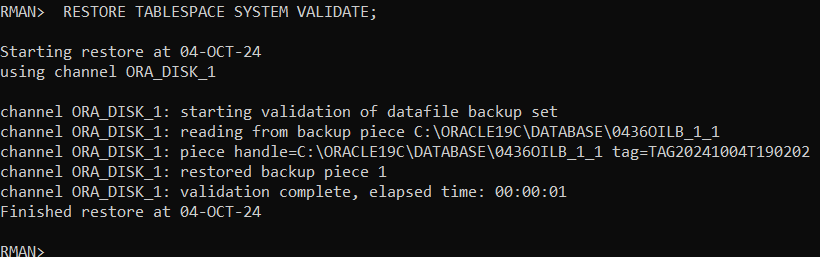 RMAN>  RESTORE TABLESPACE SYSTEM VALIDATE;
Starting restore at 04-OCT-24
using channel ORA_DISK_1
channel ORA_DISK_1: starting validation of datafile backup set
channel ORA_DISK_1: reading from backup piece C:\ORACLE19C\DATABASE\0436OILB_1_1
channel ORA_DISK_1: piece handle=C:\ORACLE19C\DATABASE\0436OILB_1_1 tag=TAG20241004T190202
channel ORA_DISK_1: restored backup piece 1
channel ORA_DISK_1: validation complete, elapsed time: 00:00:01
Finished restore at 04-OCT-24
RMAN>